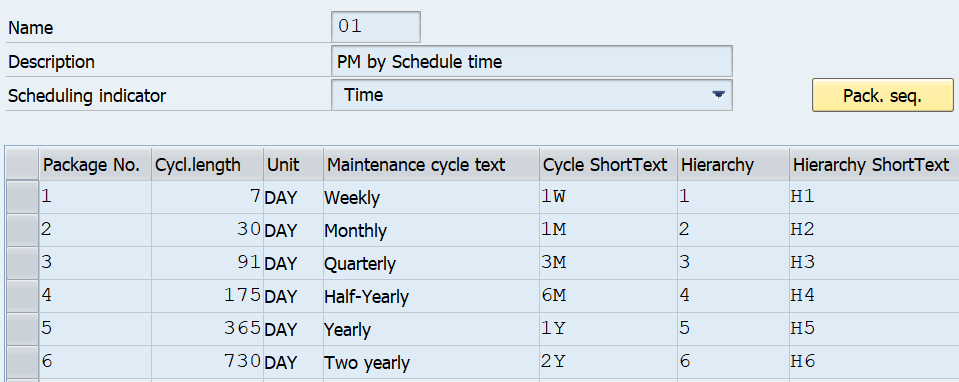 Name 01
Description PM by Schedule time
Scheduling indicator Time Pack. seq.
Package No. Cycl.length Unit Maintenance cycle text Cycle ShortText Hierarchy Hierarchy ShortText
1 7 DAY Weekly 1W 1 H1
2 30 DAY Monthly 1M 2 H2
3 91 DAY Quarterly 3M 3 H3
4 175 DAY Half-Yearly 6M 4 H4
5 365 DAY Yearly 1Y 5 H5
6 730 DAY Two yearly 2Y 6 H6